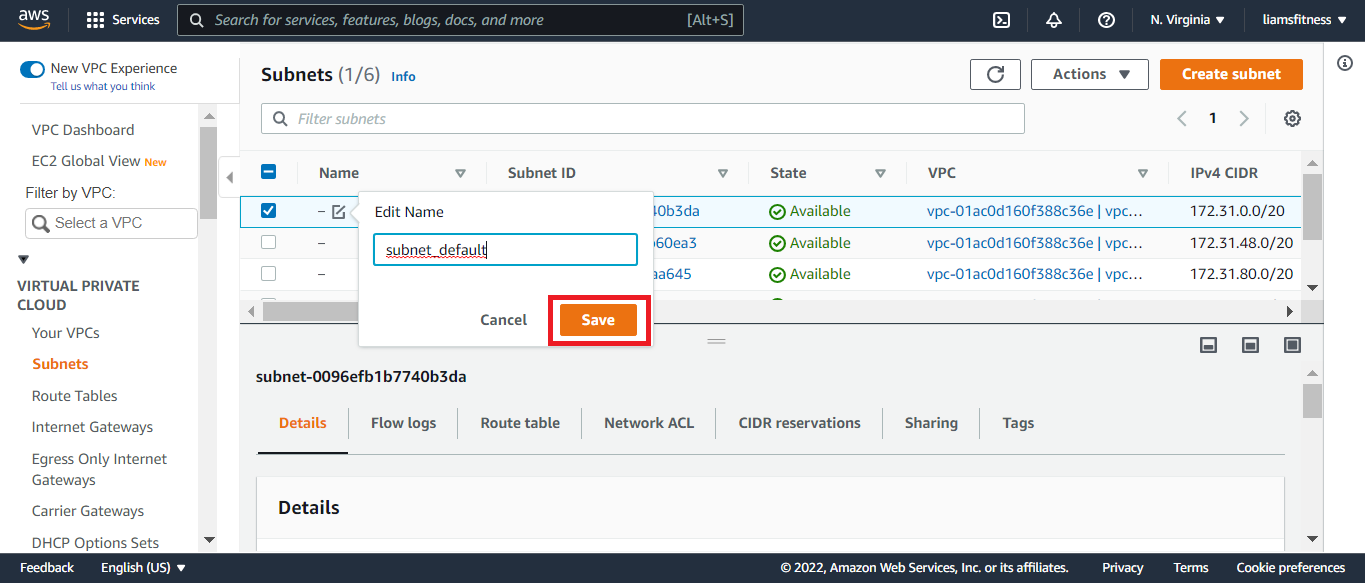 aws
Services
Search for services, features, blogs, docs, and more
[Alt+S]
N. Virginia
liamsfitness
New VPC Experience
Tell us what you think
VPC Dashboard
EC2 Global View New
Filter by VPC:
Select a VPC
VIRTUAL PRIVATE
CLOUD
Your VPCs
Subnets
Route Tables
Internet Gateways
Egress Only Internet
Gateways
Carrier Gateways
DHCP Options Sets
Subnets (1/6) Info
Actions
Create subnet
Filter subnets
1
Name Subnet ID State VPC IPv4 CIDR
– 40b3da Available vpc-01ac0d160f388c36e | vpc... 172.31.0.0/20
– 60ea3 Available vpc-01ac0d160f388c36e | vpc... 172.31.48.0/20
– aa645 Available vpc-01ac0d160f388c36e | vpc... 172.31.80.0/20
Edit Name
subnet_default
Cancel Save
subnet-0096efb1b7740b3da
Details Flow logs Route table Network ACL CIDR reservations Sharing Tags
Details
Feedback English (US) © 2022, Amazon Web Services, Inc. or its affiliates. Privacy Terms Cookie preferences